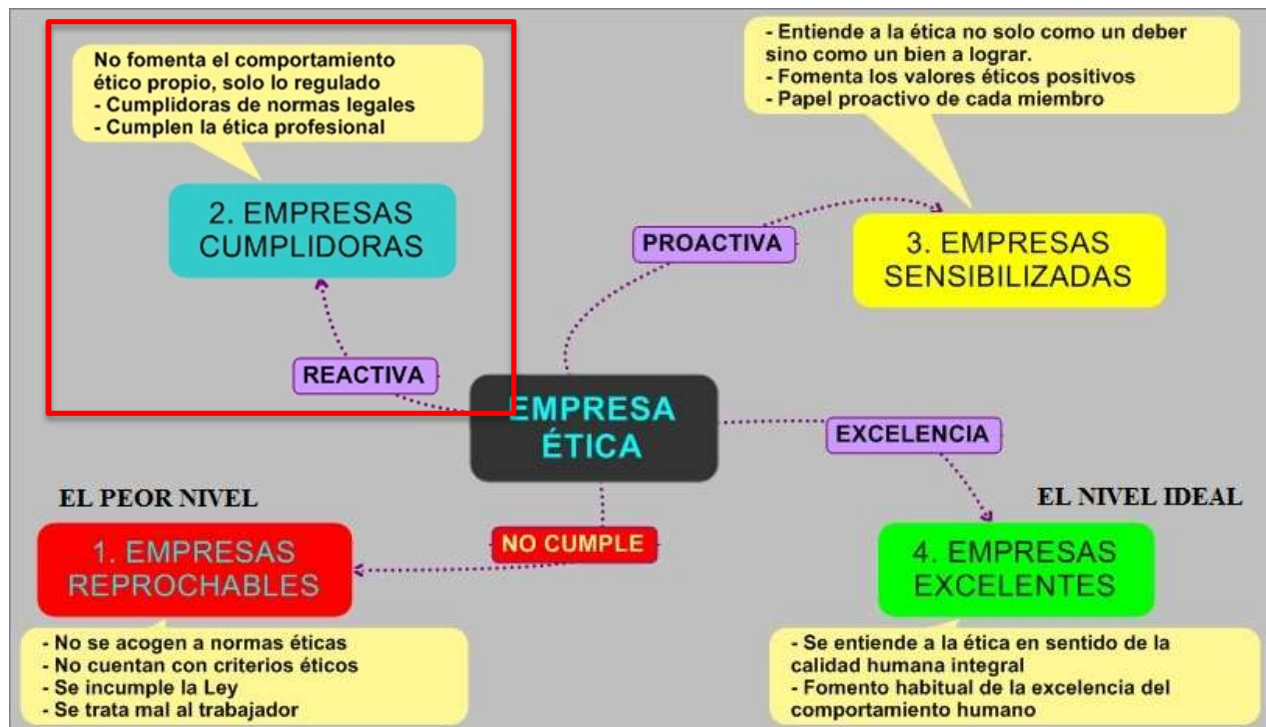 No fomenta el comportamiento
ético propio, solo lo regulado
- Cumplidoras de normas legales
- Cumplen la ética profesional
2. EMPRESAS
CUMPLIDORAS
REACTIVA
- Entiende a la ética no solo como un deber
sino como un bien a lograr.
- Fomenta los valores éticos positivos
- Papel proactivo de cada miembro
PROACTIVA
3. EMPRESAS
SENSIBILIZADAS
EMPRESA
ÉTICA
EXCELENCIA
EL PEOR NIVEL
1. EMPRESAS
REPROCHABLES
NO CUMPLE
- No se acogen a normas éticas
- No cuentan con criterios éticos
- Se incumple la Ley
- Se trata mal al trabajador
EL NIVEL IDEAL
4. EMPRESAS
EXCELENTES
- Se entiende a la ética en sentido de la
calidad humana integral
- Fomento habitual de la excelencia del
comportamiento humano